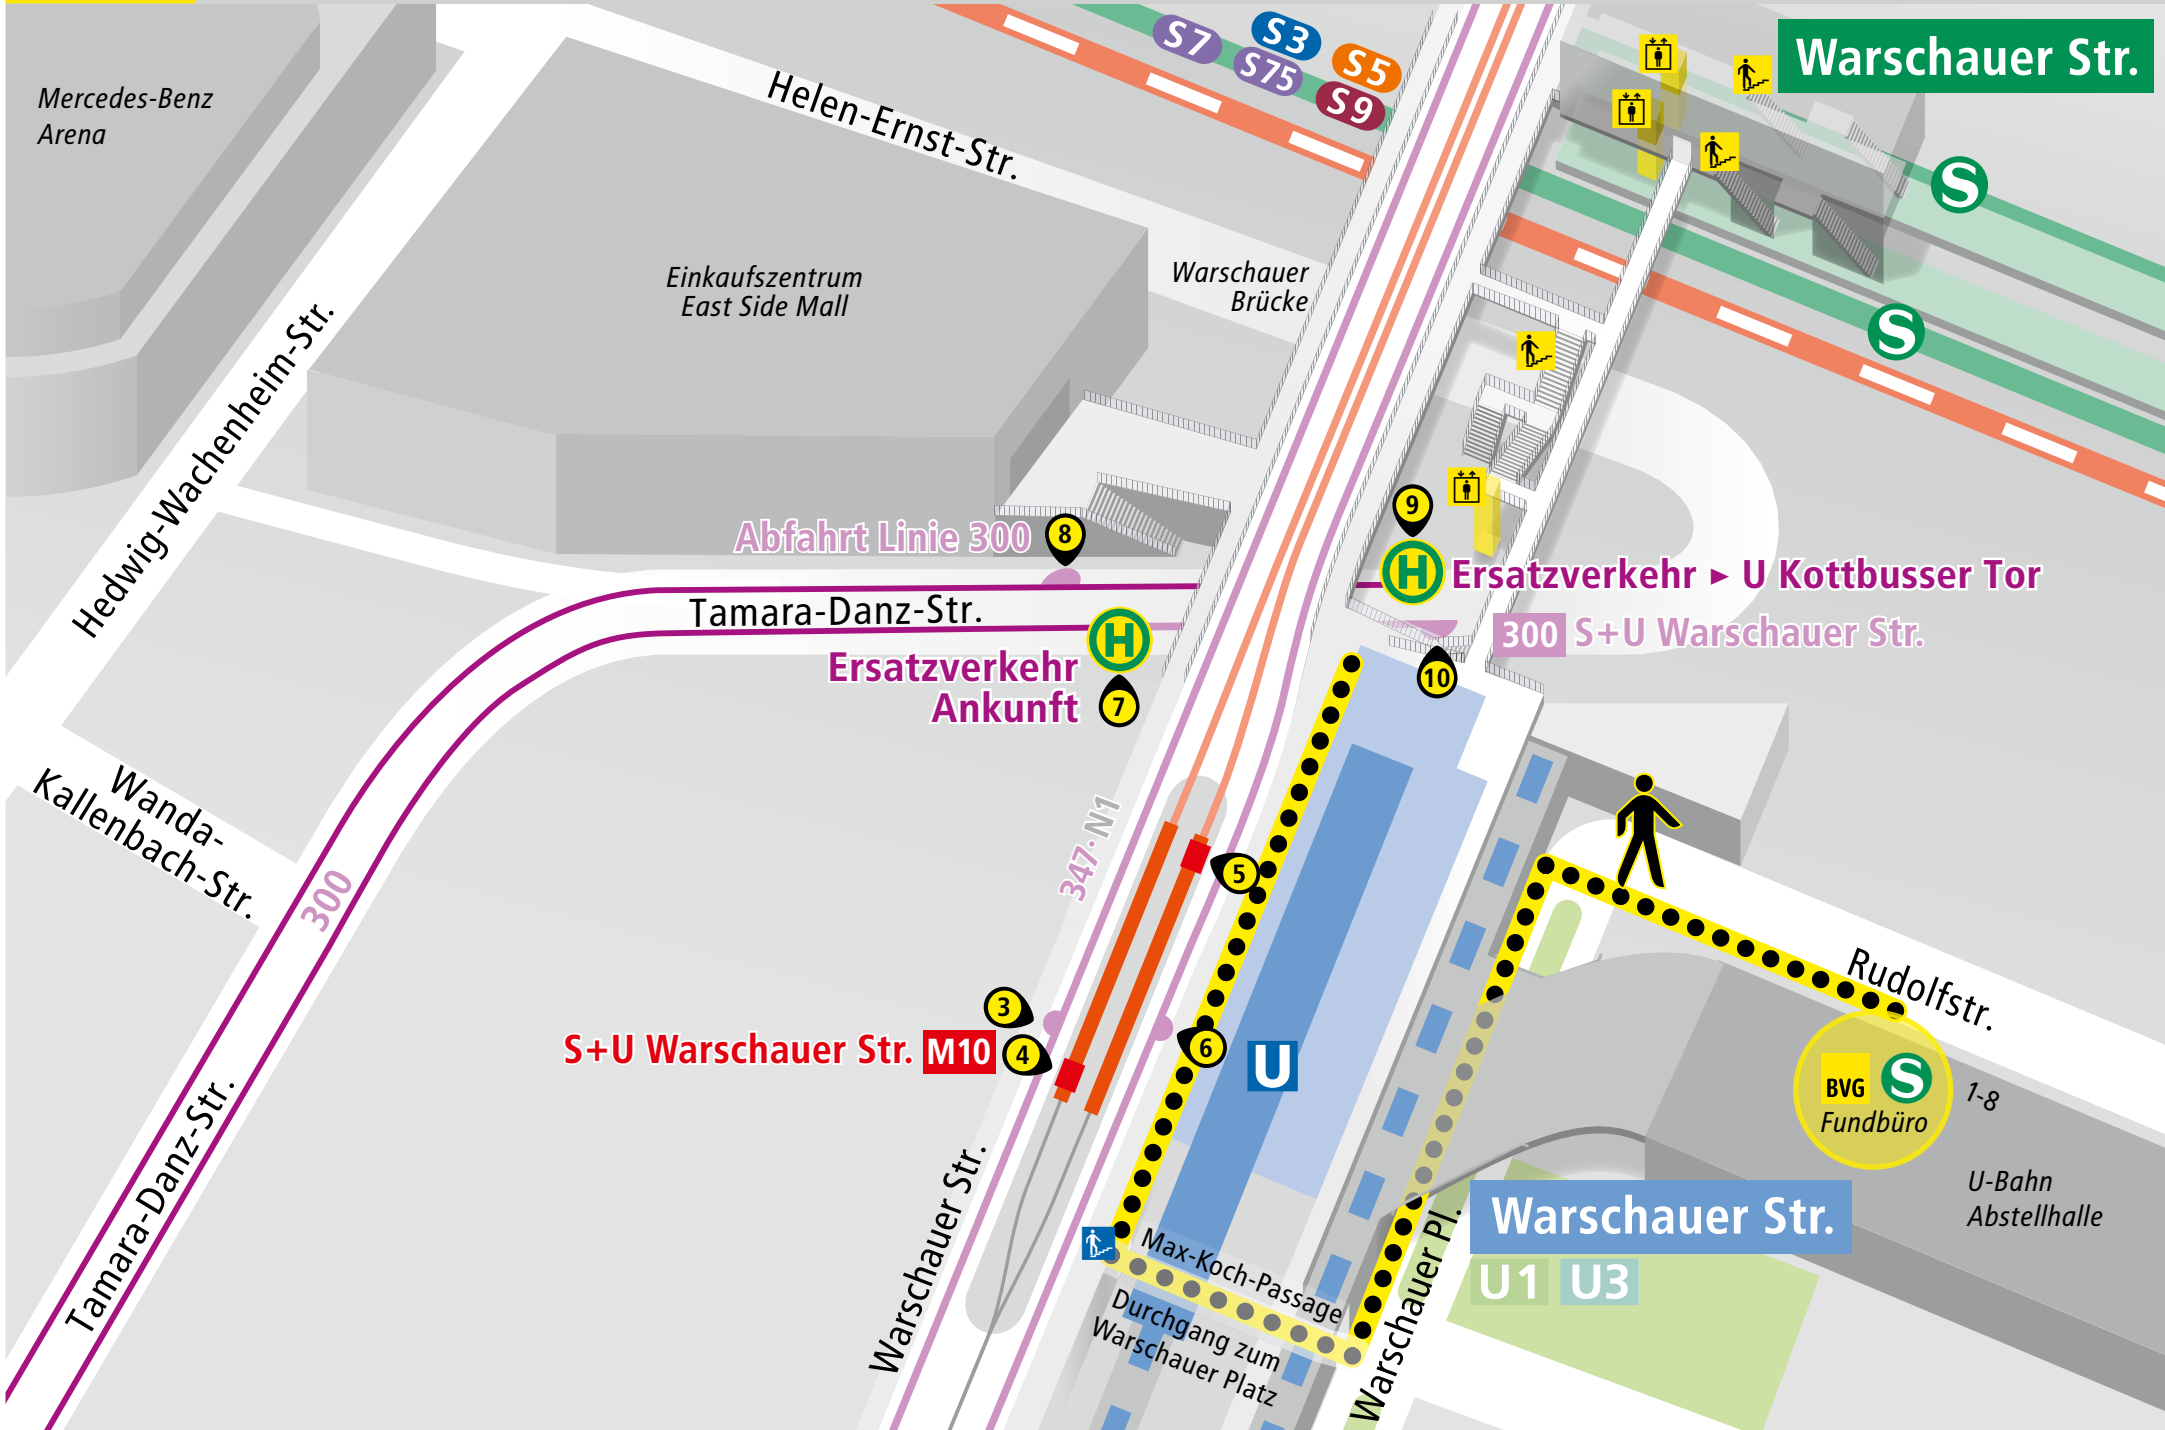 Mercedes-Benz
Arena
Helen-Ernst-Str.
S7
S3
S75
S5
S9
Warschauer Str.
S
S
Einkaufszentrum
East Side Mall
Warschauer
Brücke
Hedwig-Wachenheim-Str.
Abfahrt Linie 300
8
9
H
Ersatzverkehr ► U Kottbusser Tor
300 S+U Warschauer Str.
10
Tamara-Danz-Str.
H
Ersatzverkehr
Ankunft
7
Wanda-
Kallenbach-Str.
300
347·N1
5
3
S+U Warschauer Str. M10
4
6
U
Rudolfstr.
BVG S
Fundbüro
1-8
U-Bahn
Abstellhalle
Tamara-Danz-Str.
Warschauer Str.
Max-Koch-Passage
Durchgang zum
Warschauer Platz
Warschauer Pl.
Warschauer Str.
U1 U3